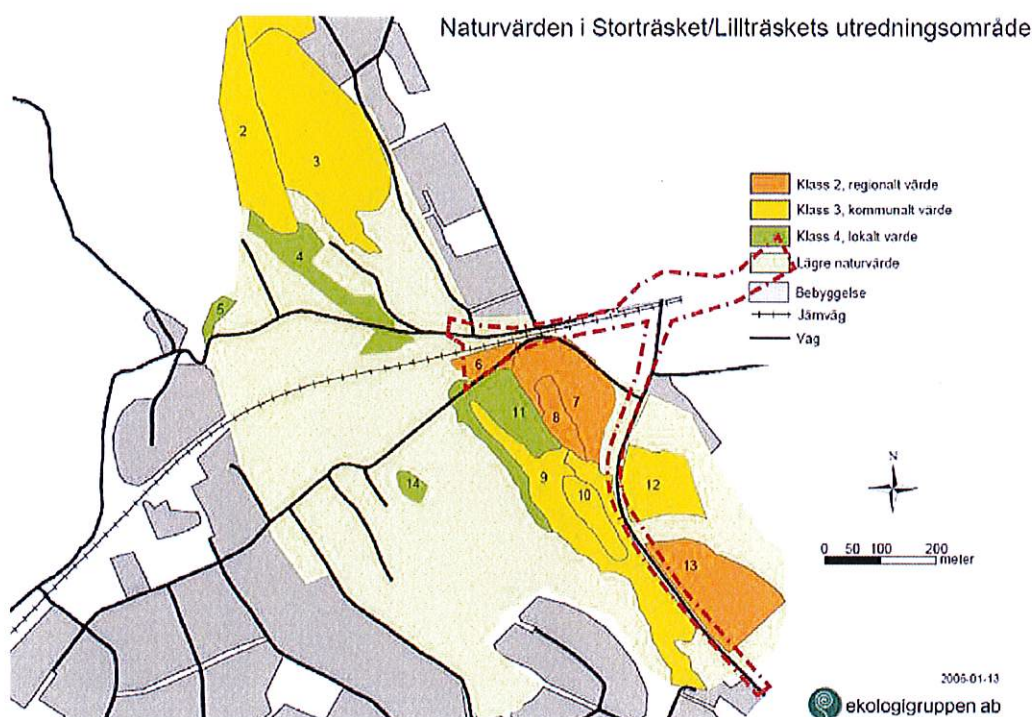 Naturvärden i Storträsket/Lillträskets utredningsområde
2
3
4
5
Klass 2, regionalt värde
Klass 3, kommunalt värde
Klass 4, lokalt värde
Lägre naturvärde
Bebyggelse
Järnväg
Väg
A
6
7
8
11
9
10
12
14
13
N
0 50 100 200
meter
2006-01-13
ekologigruppen ab